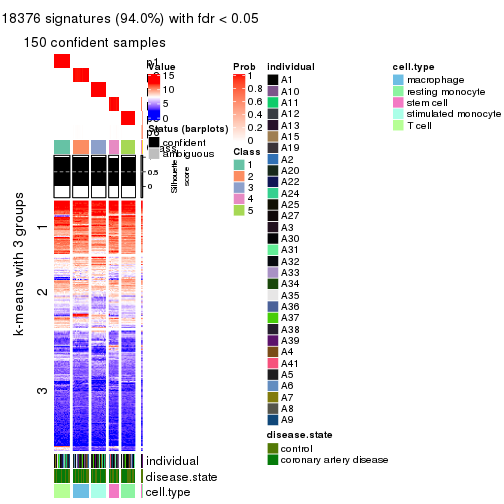 18376 signatures (94.0%) with fdr < 0.05
150 confident samples
p1
Value
15
10
5
0
Status (barplots)
confident
ambiguous
0.5
Silhouette
score
Prob
1
0.8
0.6
0.4
0.2
0
Class
1
2
3
4
5
individual
A1
A10
A11
A12
A13
A15
A19
A2
A20
A22
A24
A25
A27
A3
A30
A31
A32
A33
A34
A35
A36
A37
A38
A39
A4
A41
A5
A6
A7
A8
A9
disease.state
control
coronary artery disease
cell.type
macrophage
resting monocyte
stem cell
stimulated monocyte
T cell
k-means with 3 groups
1
2
3
individual
disease.state
cell.type